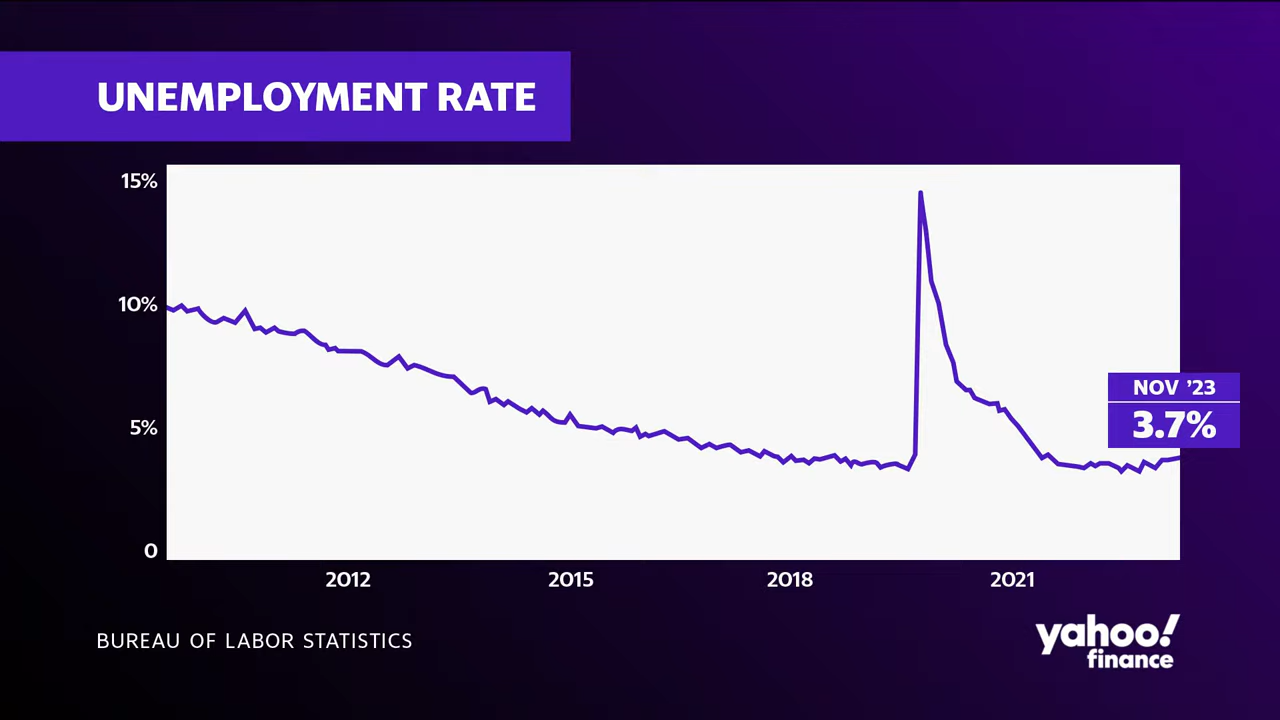 UNEMPLOYMENT RATE
15%
10%
5%
0
NOV ’23
3.7%
2012 2015 2018 2021
BUREAU OF LABOR STATISTICS
yahoo!
finance